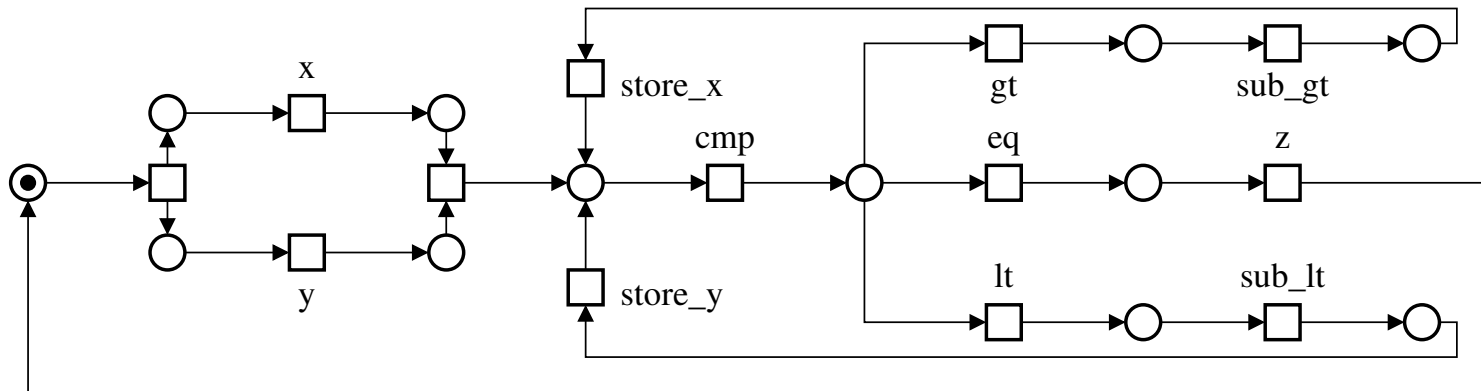 x
y
store_x
store_y
cmp
gt
sub_gt
eq
z
lt
sub_lt